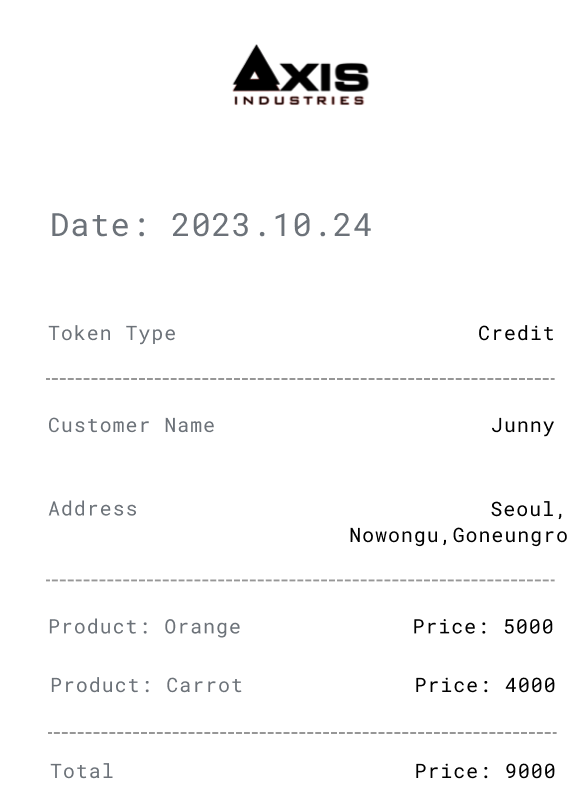 AXIS
INDUSTRIES
Date: 2023.10.24
Token Type Credit
Customer Name Junny
Address Seoul,
Nowongu,Goneungro
Product: Orange Price: 5000
Product: Carrot Price: 4000
Total Price: 9000